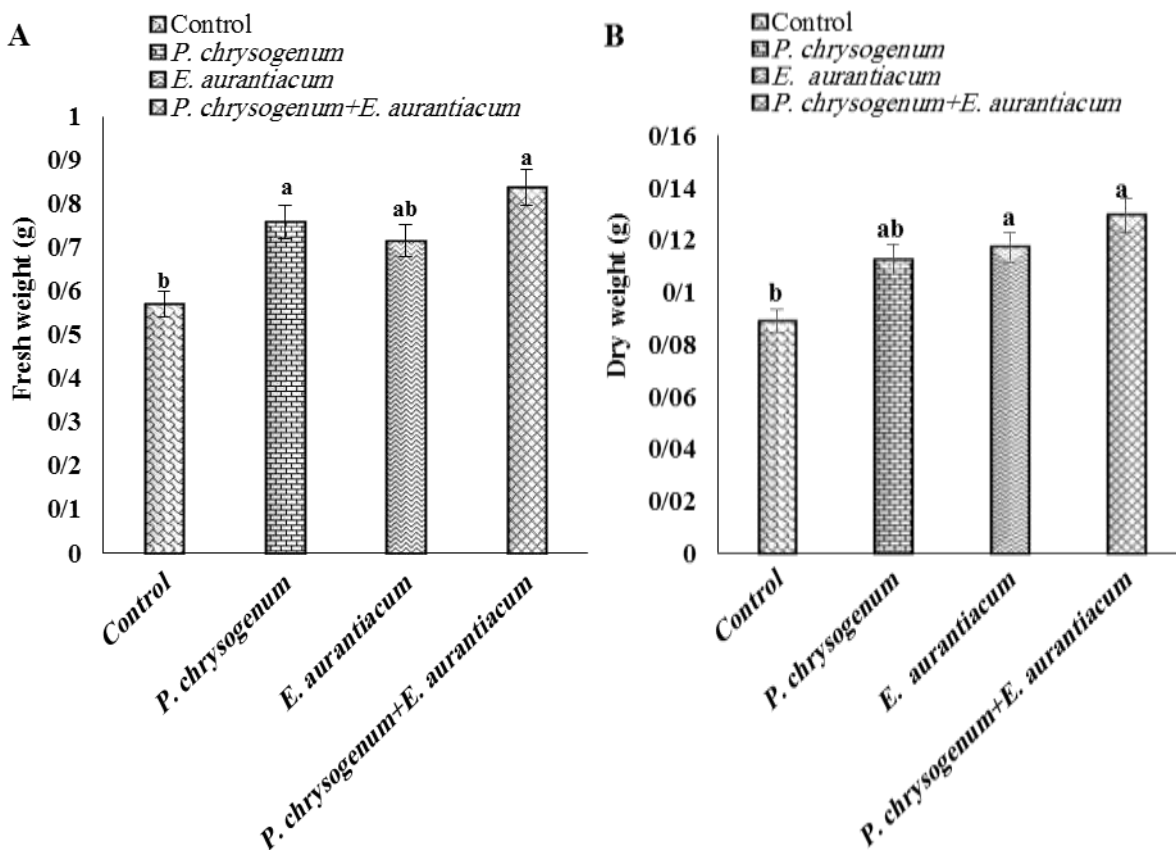 A
Control
P. chrysogenum
E. aurantiacum
P. chrysogenum+E. aurantiacum
Fresh weight (g)
1
0/9
0/8
0/7
0/6
0/5
0/4
0/3
0/2
0/1
0
b
a
ab
a
Control
P. chrysogenum
E. aurantiacum
P. chrysogenum+E. aurantiacum
B
Control
P. chrysogenum
E. aurantiacum
P. chrysogenum+E. aurantiacum
Dry weight (g)
0/16
0/14
0/12
0/1
0/08
0/06
0/04
0/02
0
b
ab
a
a
Control
P. chrysogenum
E. aurantiacum
P. chrysogenum+E. aurantiacum